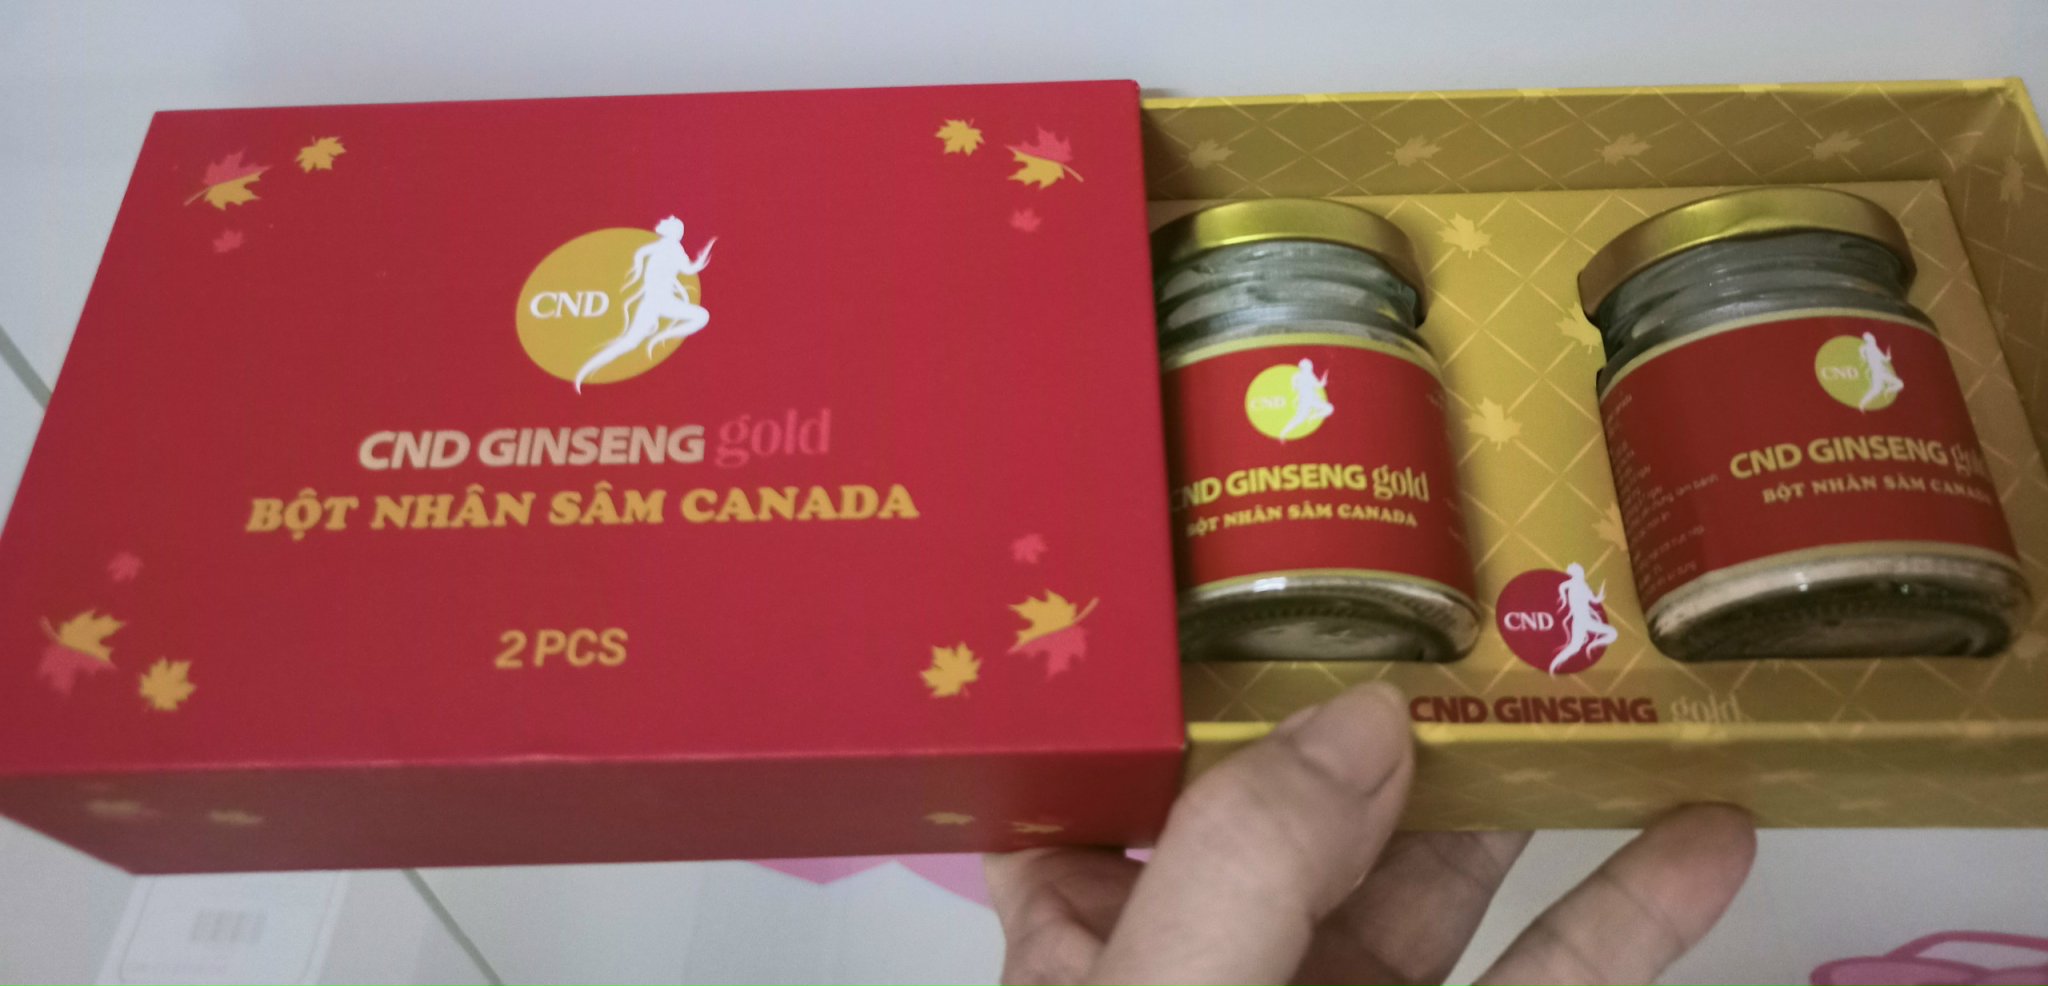 CND
CND GINSENG gold
BỘT NHÂN SÂM CANADA
2 PCS
CND
CND GINSENG gold
BỘT NHÂN SÂM CANADA
CND
CND GINSENG gold
BỘT NHÂN SÂM CANADA
CND
CND GINSENG gold